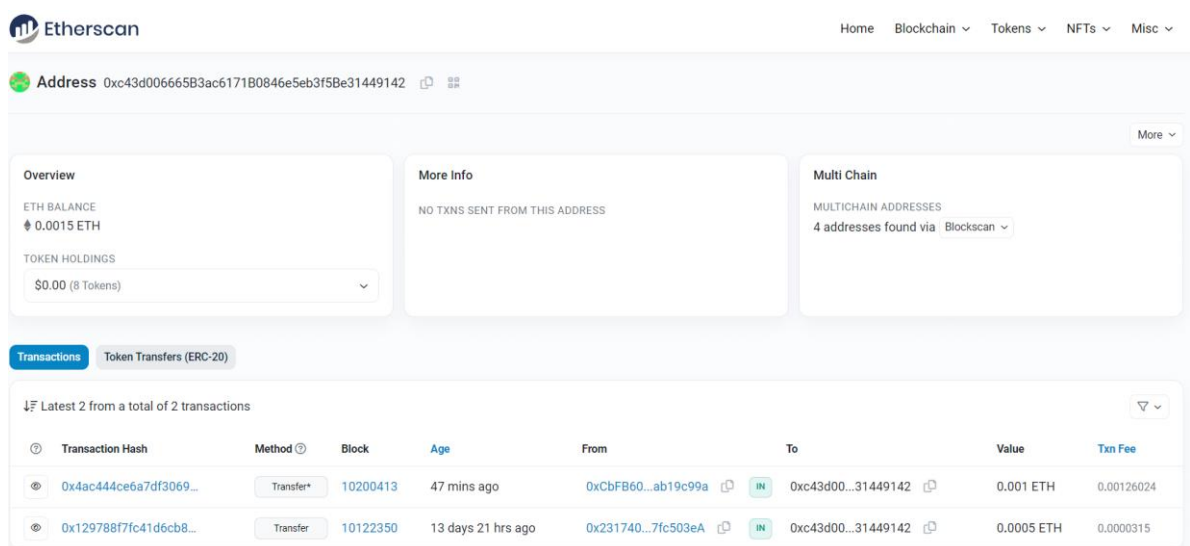 Etherscan
Home Blockchain Tokens NFTs Misc
Address 0xc43d006665B3ac6171B0846e5eb3f5Be31449142
More
Overview
ETH BALANCE
0.0015 ETH
TOKEN HOLDINGS
$0.00 (8 Tokens)
More Info
NO TXNS SENT FROM THIS ADDRESS
Multi Chain
MULTICHAIN ADDRESSES
4 addresses found via Blockscan
Transactions Token Transfers (ERC-20)
Latest 2 from a total of 2 transactions
Transaction Hash Method Block Age From To Value Txn Fee
0x4ac444ce6a7df3069... Transfer* 10200413 47 mins ago 0xCbFB60...ab19c99a IN 0xc43d00...31449142 0.001 ETH 0.00126024
0x129788f7fc41d6cb8... Transfer 10122350 13 days 21 hrs ago 0x231740...7fc503eA IN 0xc43d00...31449142 0.0005 ETH 0.0000315